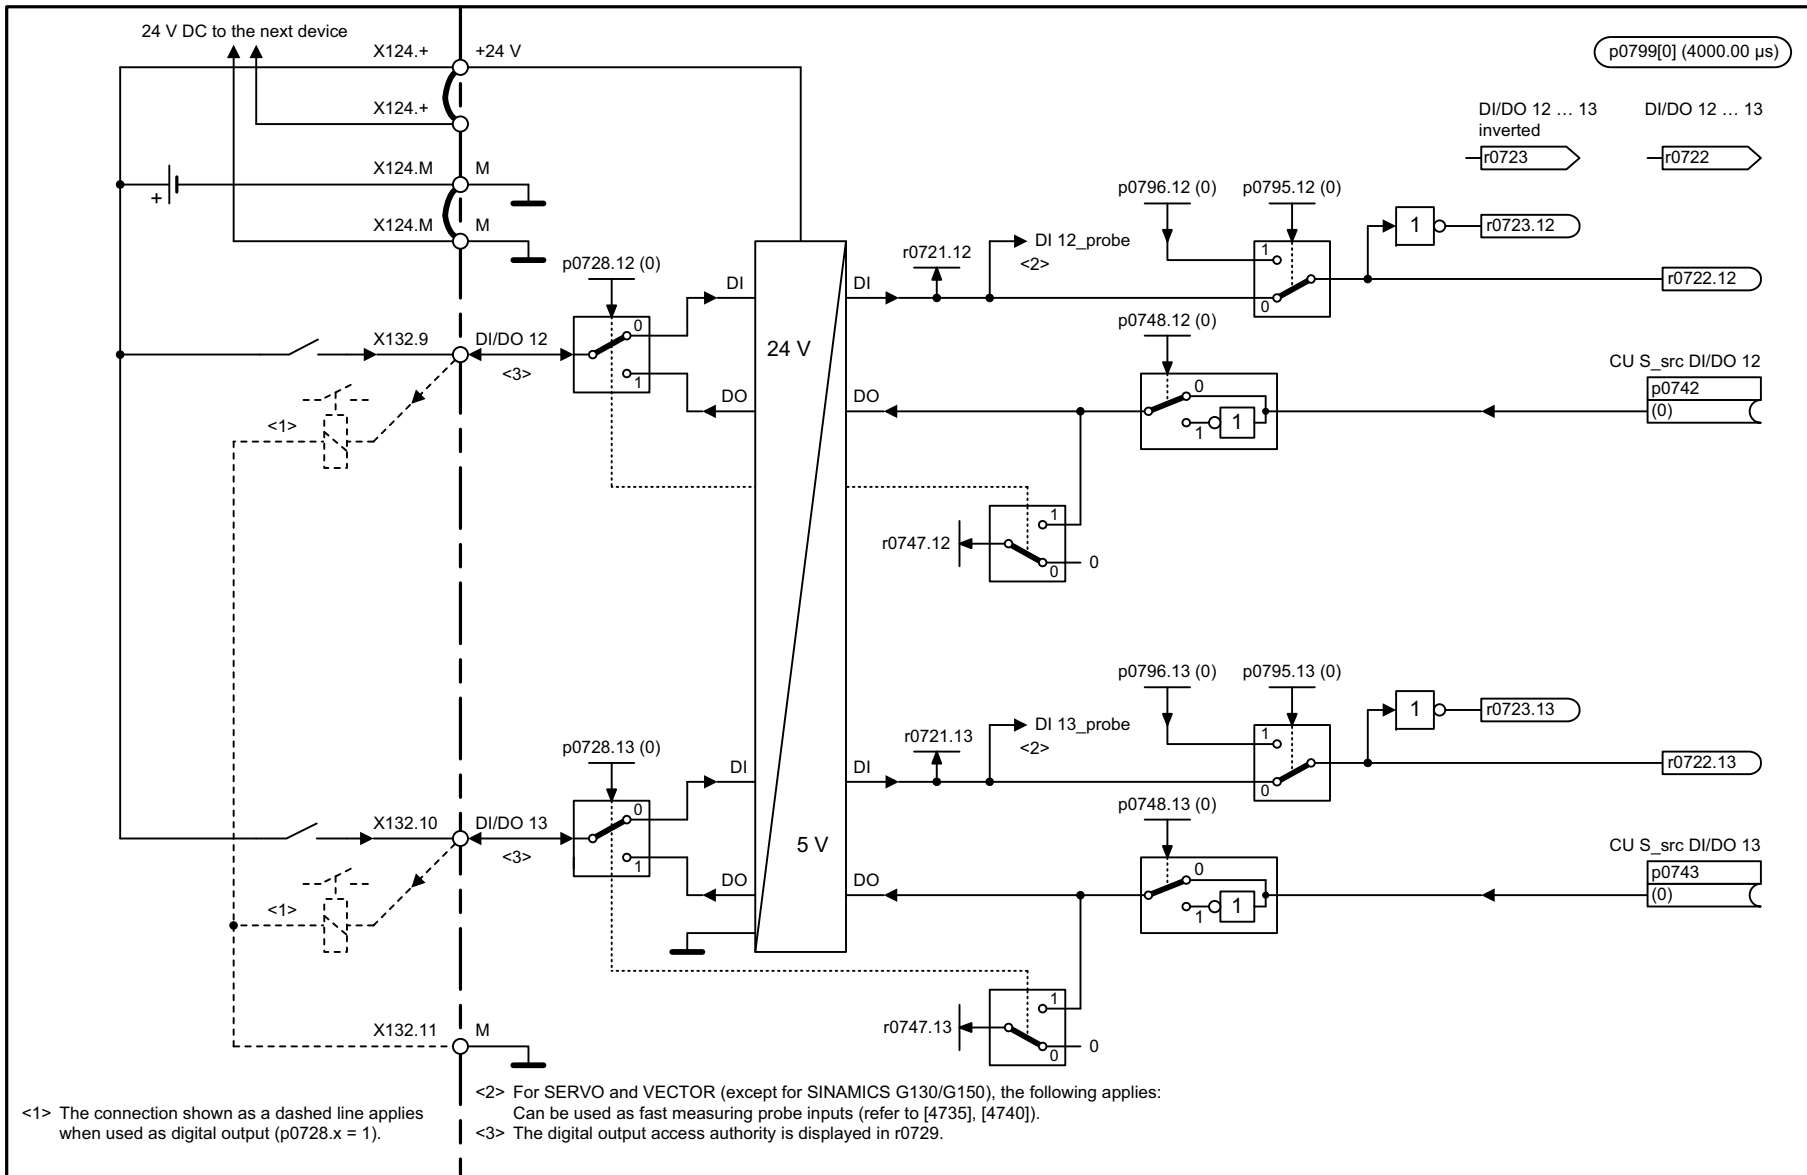 24 V DC to the next device
X124.+
+24 V
p0799[0] (4000.00 µs)
X124.+
DI/DO 12 … 13
inverted
DI/DO 12 … 13
r0723
r0722
X124.M
M
+
X124.M
M
p0796.12 (0)
p0795.12 (0)
1
r0723.12
DI 12_probe
<2>
r0721.12
1
0
r0722.12
p0728.12 (0)
DI
DI
0
1
X132.9
DI/DO 12
<3>
24 V
p0748.12 (0)
CU S_src DI/DO 12
p0742
(0)
DO
DO
0
1
1
<1>
1
r0747.12
0
0
p0796.13 (0)
p0795.13 (0)
1
r0723.13
DI 13_probe
<2>
r0721.13
1
0
r0722.13
p0728.13 (0)
DI
DI
0
1
X132.10
DI/DO 13
<3>
5 V
p0748.13 (0)
CU S_src DI/DO 13
p0743
(0)
DO
DO
0
1
1
<1>
1
r0747.13
0
0
X132.11
M
<1> The connection shown as a dashed line applies
when used as digital output (p0728.x = 1).
<2> For SERVO and VECTOR (except for SINAMICS G130/G150), the following applies:
Can be used as fast measuring probe inputs (refer to [4735], [4740]).
<3> The digital output access authority is displayed in r0729.